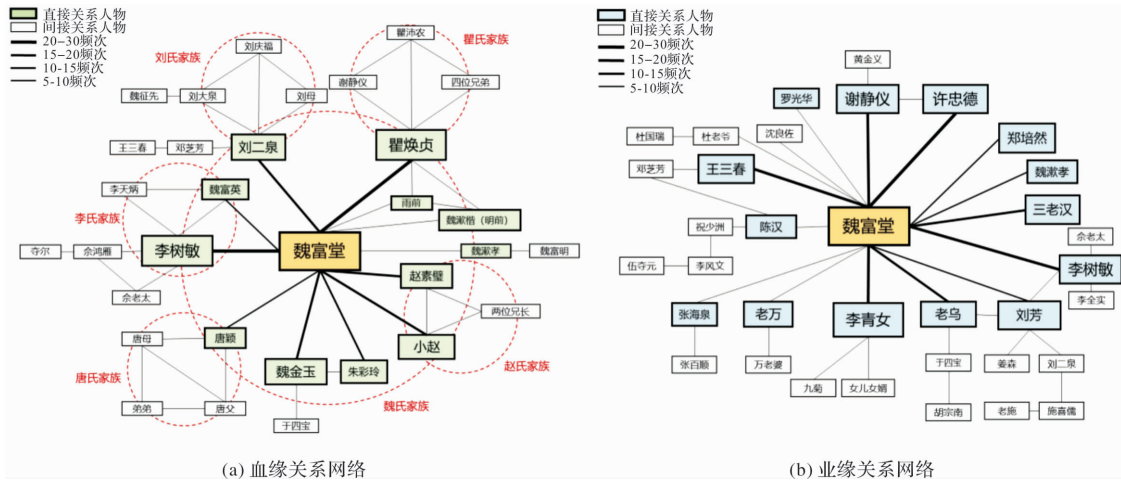 直接关系人物
间接关系人物
20-30频次
15-20频次
10-15频次
5-10频次
刘氏家族
刘庆福
魏征先
刘大泉
刘母
王三春
邓芝芳
刘二泉
瞿氏家族
瞿沛农
谢静仪
四位兄弟
瞿焕贞
雨前
魏漱楷（明前）
魏漱孝
魏富明
李氏家族
李天炳
魏富英
李树敏
夺尔
佘鸿雁
佘老太
魏富堂
赵素璧
两位兄长
小赵
赵氏家族
唐氏家族
唐母
唐颖
弟弟
唐父
魏金玉
朱彩玲
于四宝
魏氏家族
(a) 血缘关系网络
直接关系人物
间接关系人物
20-30频次
15-20频次
10-15频次
5-10频次
黄金义
罗光华
谢静仪
许忠德
杜国瑞
杜老爷
沈良佐
郑培然
邓芝芳
王三春
魏漱孝
三老汉
陈汉
祝少洲
伍夺元
李风文
魏富堂
佘老太
李树敏
李全实
张海泉
张百顺
老万
万老婆
李青女
九菊
女儿女婿
老乌
于四宝
胡宗南
刘芳
姜森
刘二泉
老施
施喜儒
(b) 业缘关系网络